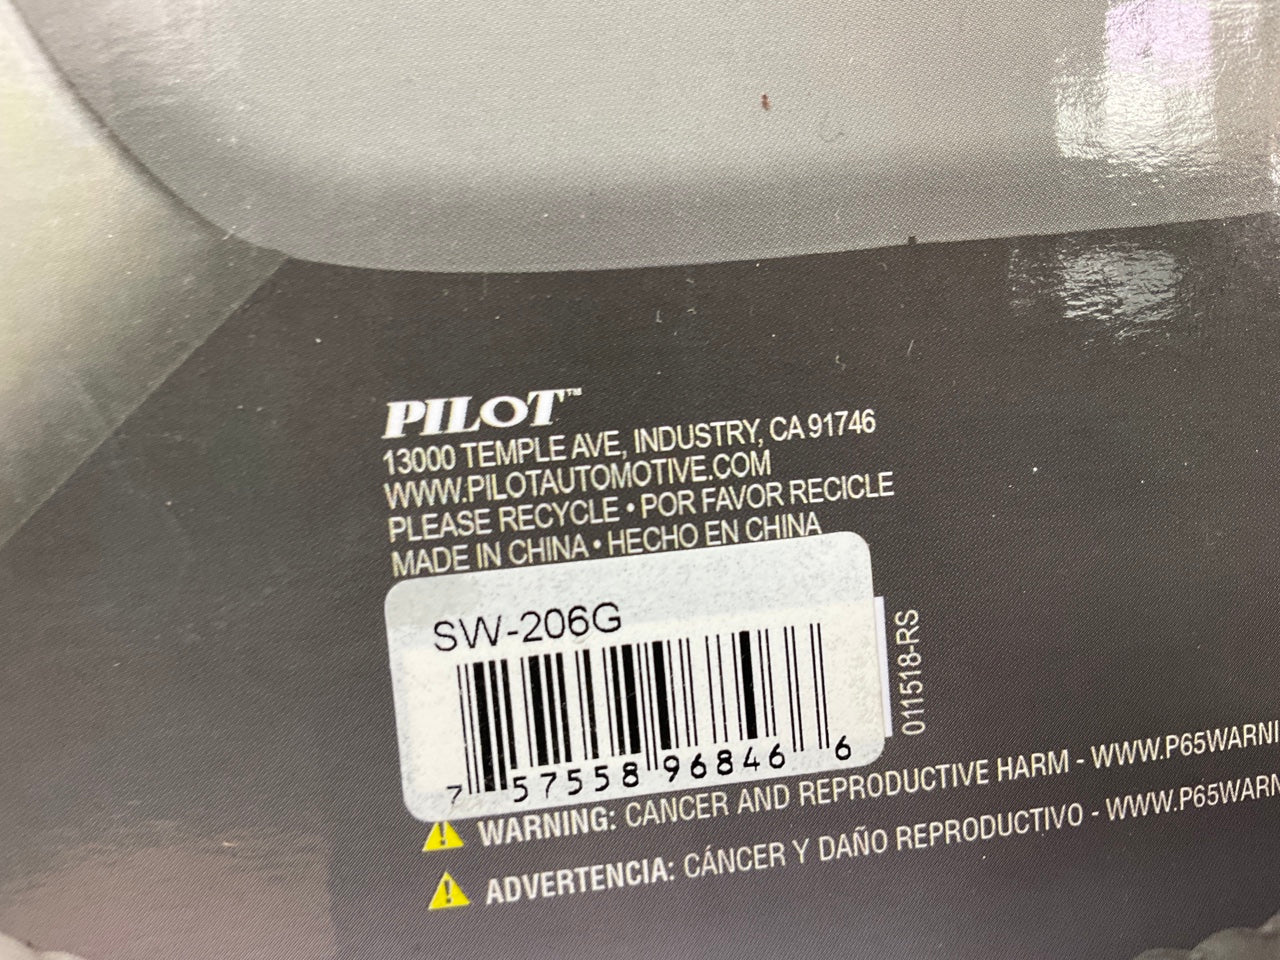 PILOT™
13000 TEMPLE AVE, INDUSTRY, CA 91746
WWW.PILOTAUTOMOTIVE.COM
PLEASE RECYCLE • POR FAVOR RECICLE
MADE IN CHINA • HECHO EN CHINA
SW-206G
7 57558 96846 6
011518-RS
WARNING: CANCER AND REPRODUCTIVE HARM - WWW.P65WARNI
ADVERTENCIA: CÁNCER Y DAÑO REPRODUCTIVO - WWW.P65WARN